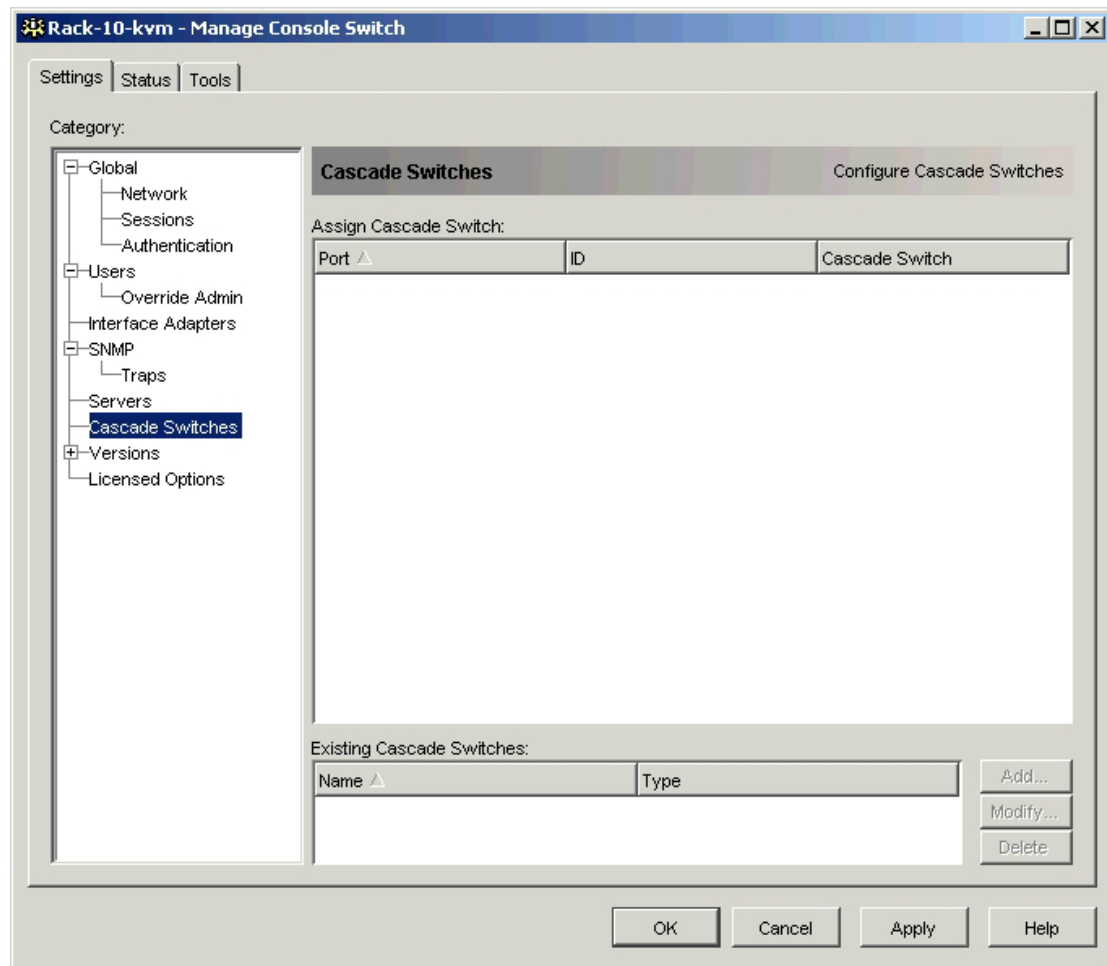 Rack-10-kvm - Manage Console Switch
Settings Status Tools
Category:
Global
Network
Sessions
Authentication
Users
Override Admin
Interface Adapters
SNMP
Traps
Servers
Cascade Switches
Versions
Licensed Options
Cascade Switches Configure Cascade Switches
Assign Cascade Switch:
Port ID Cascade Switch
Existing Cascade Switches:
Name Type
Add...
Modify...
Delete
OK Cancel Apply Help